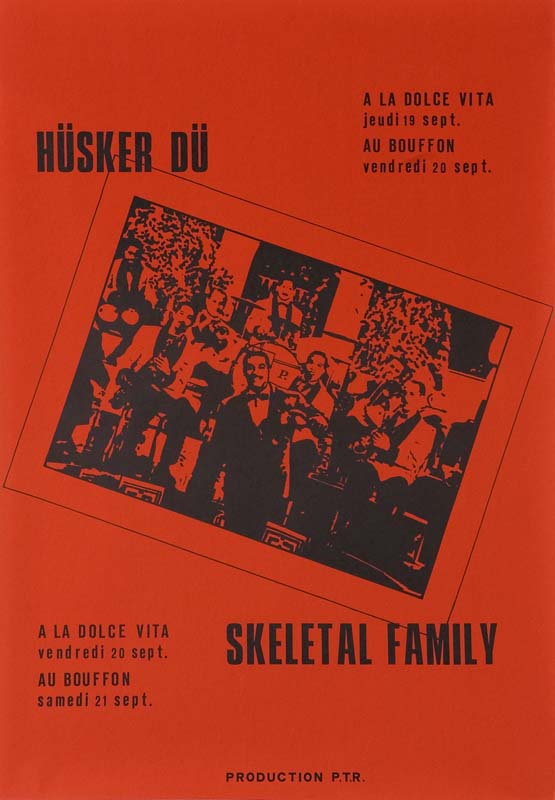 A LA DOLCE VITA
jeudi 19 sept.
AU BOUFFON
vendredi 20 sept.
HÜSKER DÜ
P.
A LA DOLCE VITA
vendredi 20 sept.
AU BOUFFON
samedi 21 sept.
SKELETAL FAMILY
PRODUCTION P.T.R.